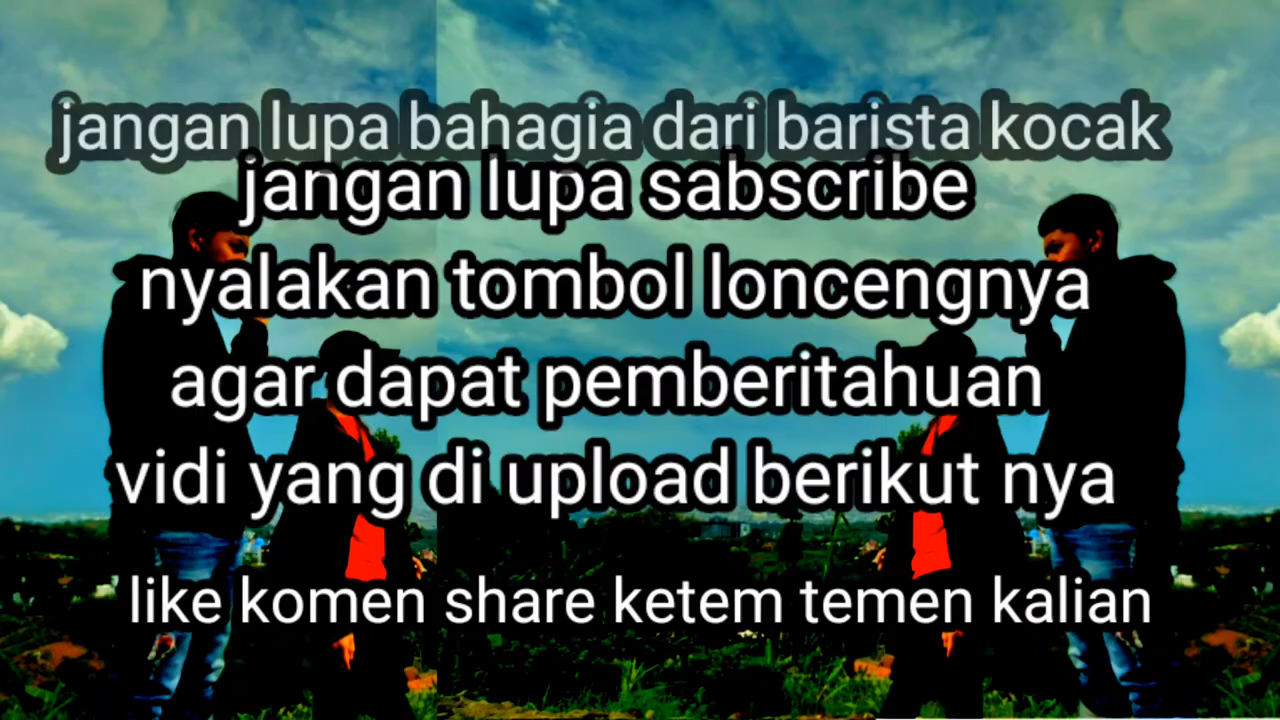 jangan lupa bahagia dari barista kocak
jangan lupa sabscribe
nyalakan tombol loncengnya
agar dapat pemberitahuan
vidi yang di upload berikut nya
like komen share ketem temen kalian